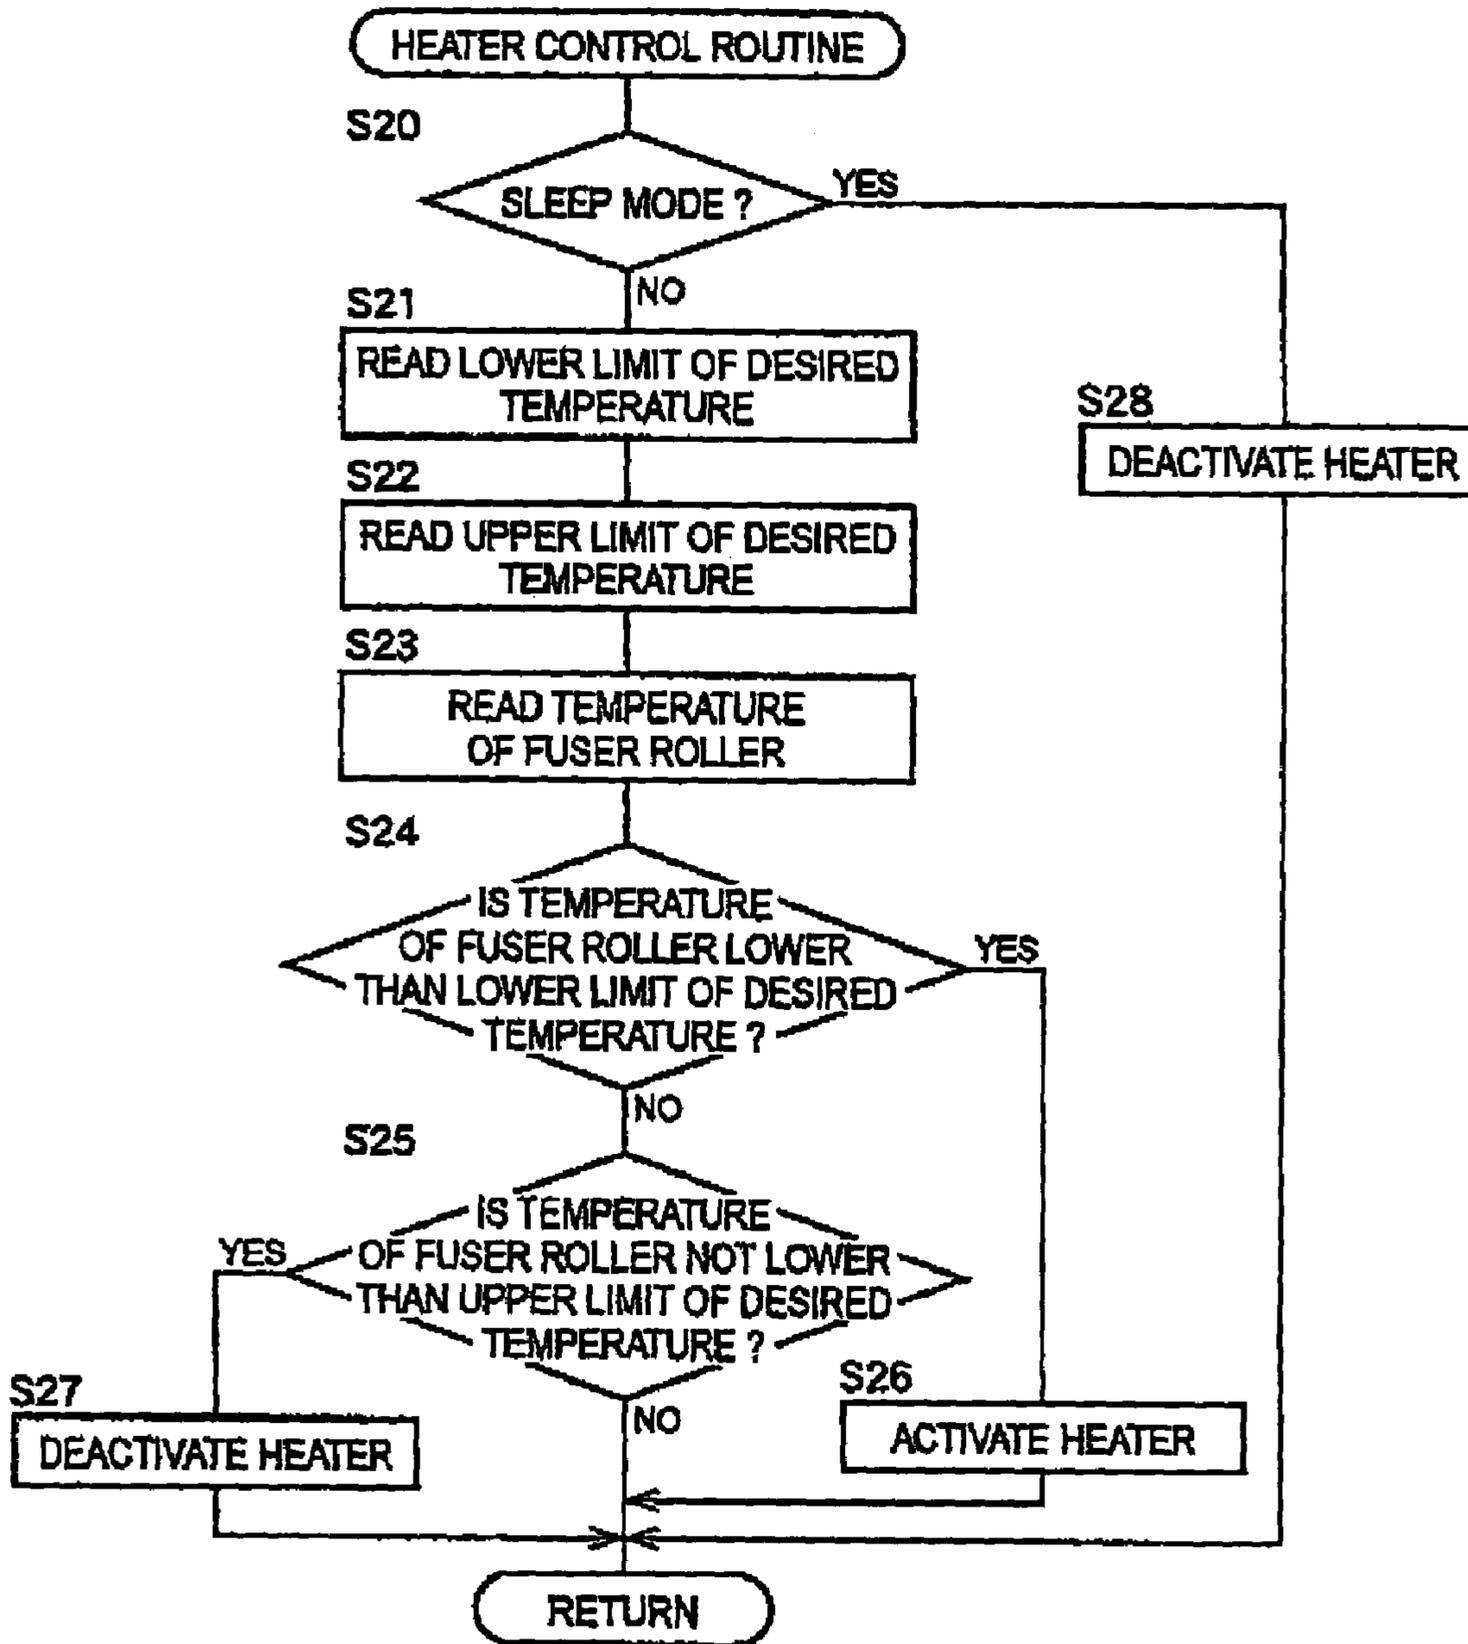 HEATER CONTROL ROUTINE
S20
SLEEP MODE ?
YES
NO
S21
READ LOWER LIMIT OF DESIRED
TEMPERATURE
S28
DEACTIVATE HEATER
S22
READ UPPER LIMIT OF DESIRED
TEMPERATURE
S23
READ TEMPERATURE
OF FUSER ROLLER
S24
IS TEMPERATURE
OF FUSER ROLLER LOWER
THAN LOWER LIMIT OF DESIRED
TEMPERATURE ?
YES
NO
S25
IS TEMPERATURE
OF FUSER ROLLER NOT LOWER
THAN UPPER LIMIT OF DESIRED
TEMPERATURE ?
YES
NO
S27
DEACTIVATE HEATER
S26
ACTIVATE HEATER
RETURN